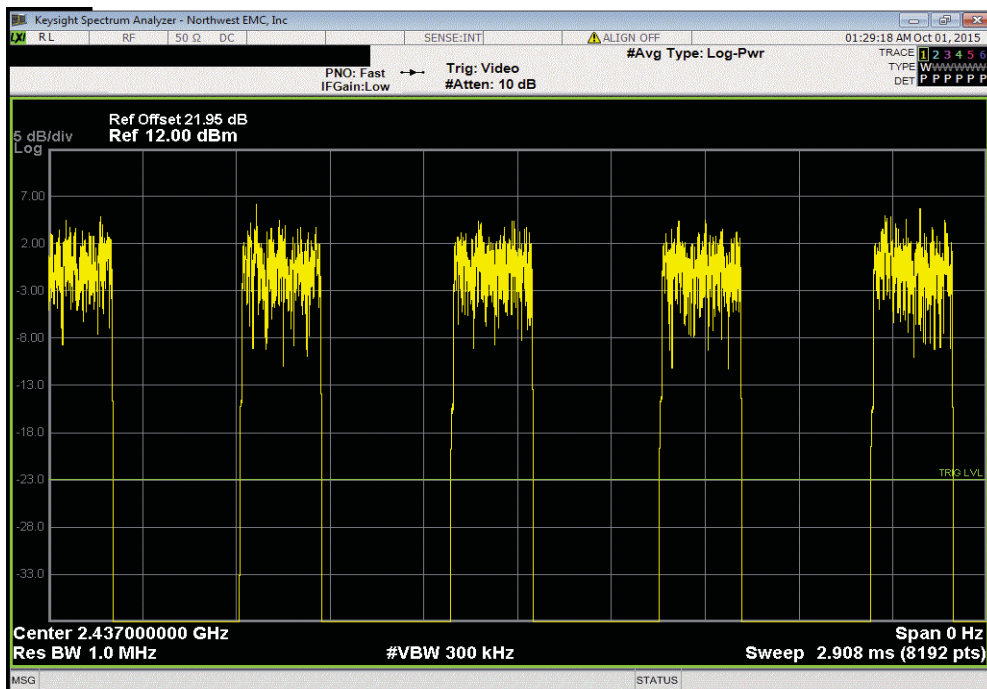 Keysight Spectrum Analyzer - Northwest EMC, Inc
LXI RL RF 50 Ω DC SENSE:INT ALIGN OFF 01:29:18 AM Oct 01, 2015
#Avg Type: Log-Pwr
TRACE 1 2 3 4 5 6
PNO: Fast Trig: Video TYPE WWWWWW
IFGain:Low #Atten: 10 dB DET P P P P P P
Ref Offset 21.95 dB
5 dB/div Ref 12.00 dBm
Log
7.00
2.00
-3.00
-8.00
-13.0
-18.0
-23.0
TRIG LVL
-28.0
-33.0
Center 2.437000000 GHz Span 0 Hz
Res BW 1.0 MHz #VBW 300 kHz Sweep 2.908 ms (8192 pts)
MSG STATUS